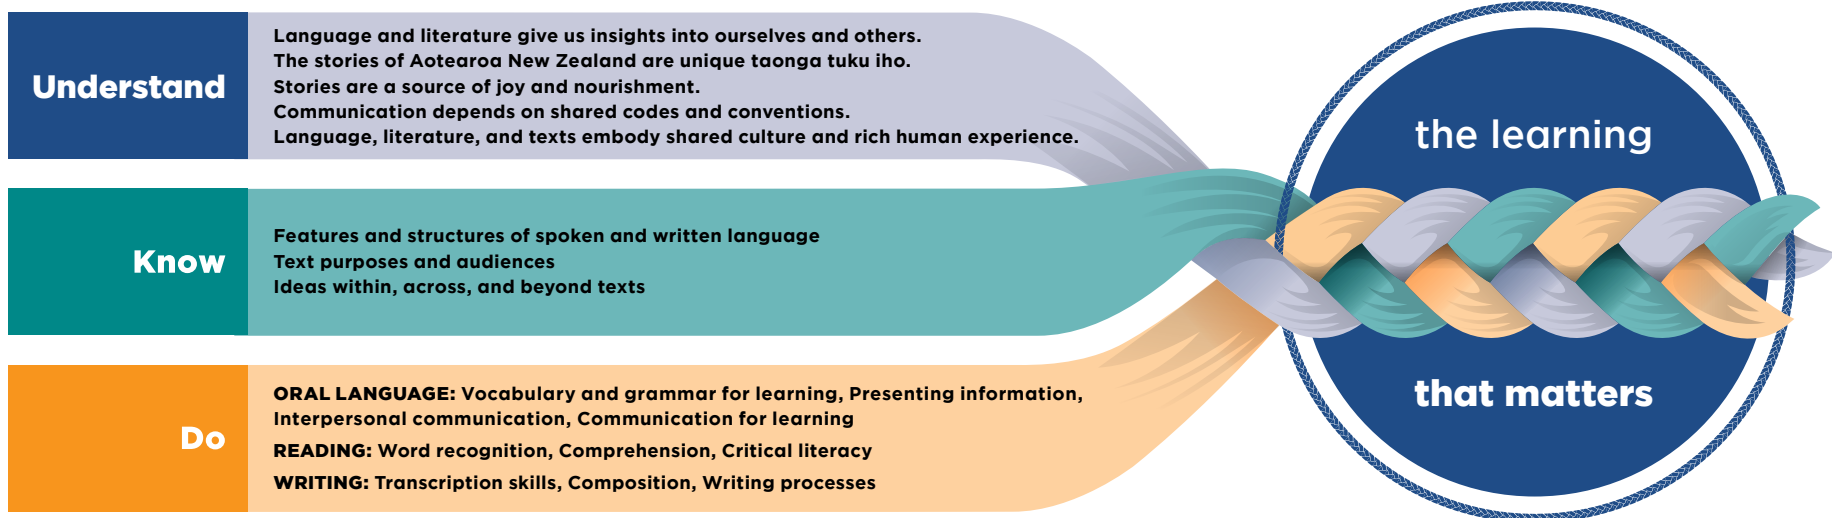 Understand
Language and literature give us insights into ourselves and others.
The stories of Aotearoa New Zealand are unique taonga tuku iho.
Stories are a source of joy and nourishment.
Communication depends on shared codes and conventions.
Language, literature, and texts embody shared culture and rich human experience.
Know
Features and structures of spoken and written language
Text purposes and audiences
Ideas within, across, and beyond texts
Do
ORAL LANGUAGE: Vocabulary and grammar for learning, Presenting information,
Interpersonal communication, Communication for learning
READING: Word recognition, Comprehension, Critical literacy
WRITING: Transcription skills, Composition, Writing processes
the learning
that matters